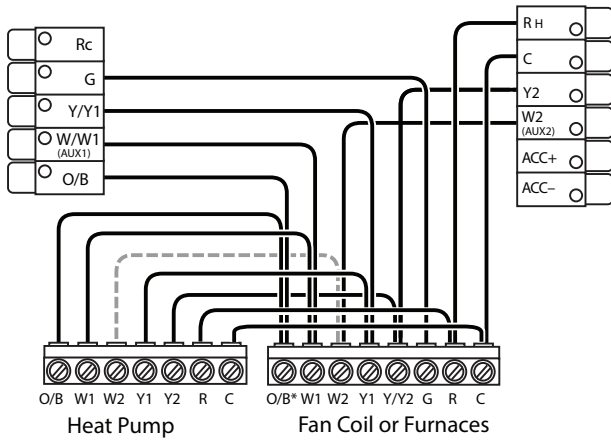 Rc
G
Y/Y1
W/W1
(AUX1)
O/B
RH
C
Y2
W2
(AUX2)
ACC+
ACC–
O/B W1 W2 Y1 Y2 R C
Heat Pump
O/B* W1 W2 Y1 Y/Y2 G R C
Fan Coil or Furnaces